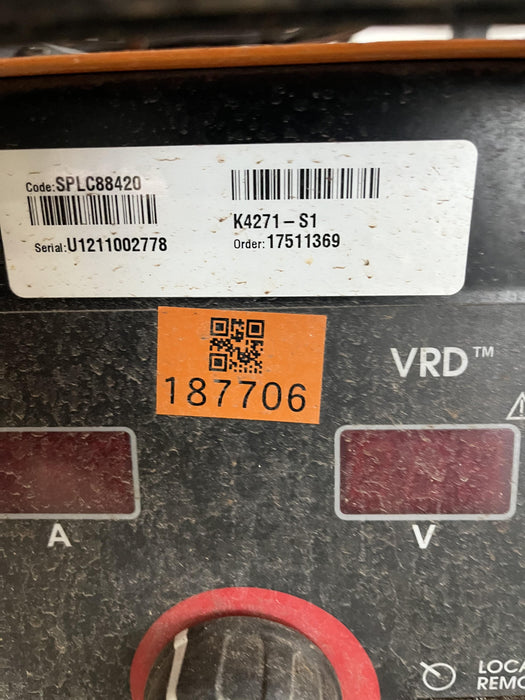 Code: SPLC88420
K4271-S1
Serial: U1211002778
Order: 17511369
187706
VRD™
A
V